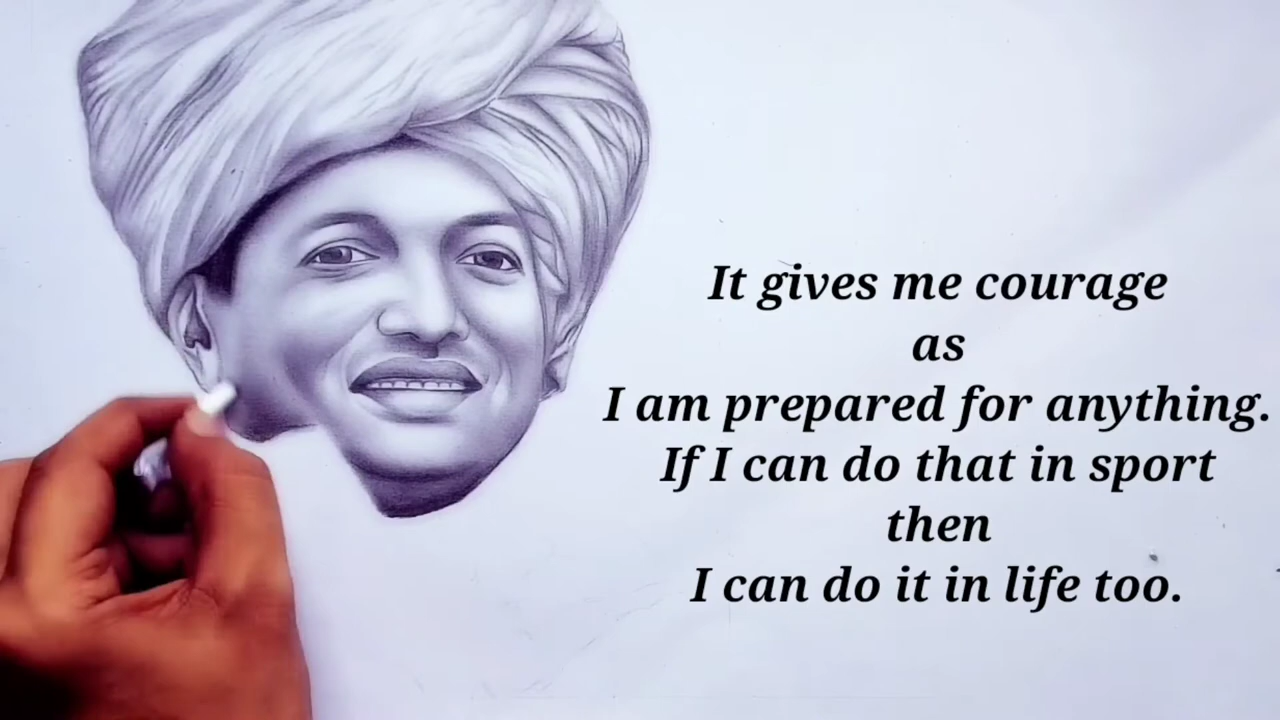 It gives me courage
as
I am prepared for anything.
If I can do that in sport
then
I can do it in life too.